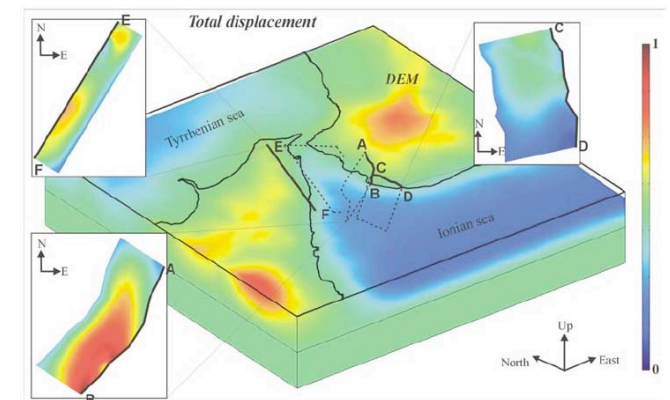 Total displacement
E
N
E
F
C
N
E
D
DEM
Tyrrhenian sea
E
A
C
B
D
F
Ionian sea
N
E
A
B
1
0
Up
North
East